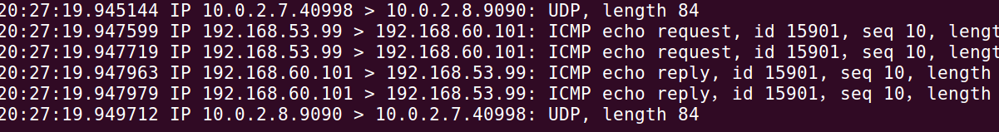 20:27:19.945144 IP 10.0.2.7.40998 > 10.0.2.8.9090: UDP, length 84
20:27:19.947599 IP 192.168.53.99 > 192.168.60.101: ICMP echo request, id 15901, seq 10, lengt
20:27:19.947719 IP 192.168.53.99 > 192.168.60.101: ICMP echo request, id 15901, seq 10, lengt
20:27:19.947963 IP 192.168.60.101 > 192.168.53.99: ICMP echo reply, id 15901, seq 10, length
20:27:19.947979 IP 192.168.60.101 > 192.168.53.99: ICMP echo reply, id 15901, seq 10, length
20:27:19.949712 IP 10.0.2.8.9090 > 10.0.2.7.40998: UDP, length 84